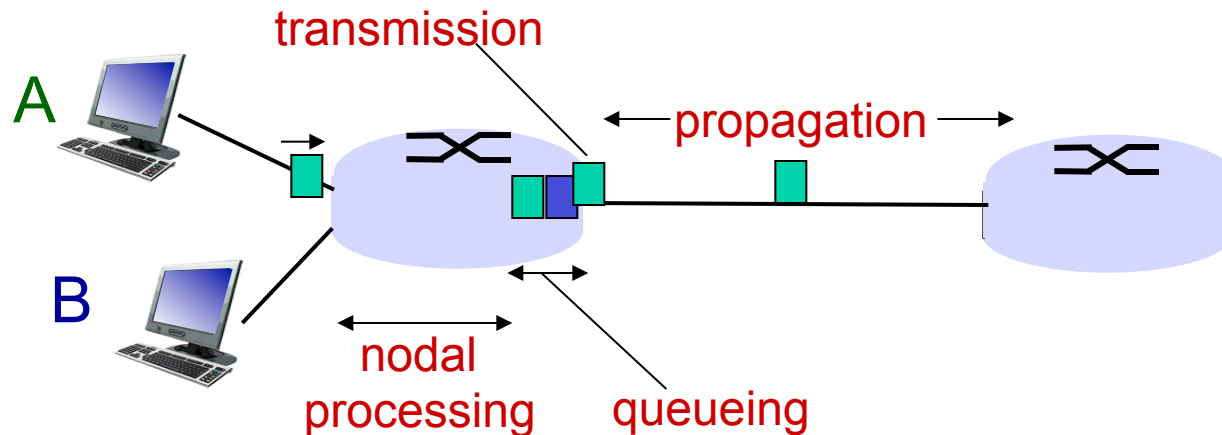 transmission
A
propagation
B
nodal
processing
queueing